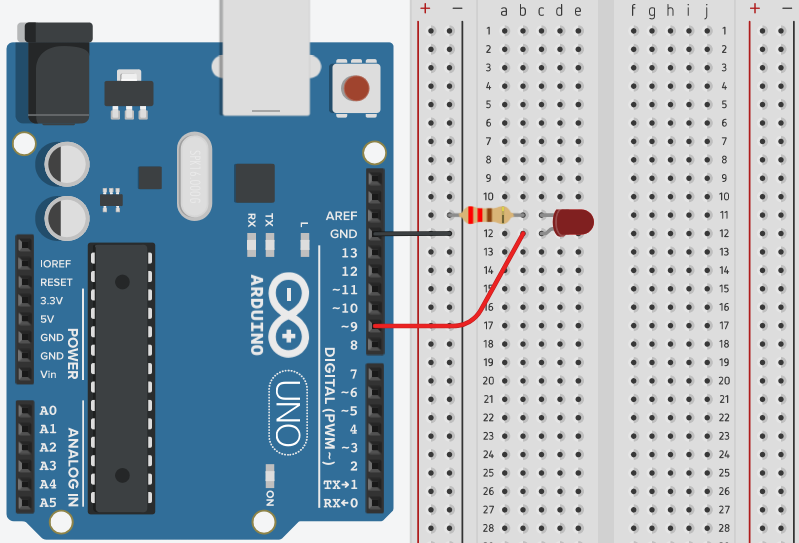 + −
a b c d e
f g h i j
+ −
SPK16.000G
RX
TX
L
AREF
GND
13
12
~11
~10
~9
8
7
~6
~5
4
~3
2
TX→1
RX←0
DIGITAL (PWM~)
ARDUINO
− +
UNO
ON
IOREF
RESET
3.3V
5V
GND
GND
Vin
POWER
A0
A1
A2
A3
A4
A5
ANALOG IN
1 1
2 2
3 3
4 4
5 5
6 6
7 7
8 8
9 9
10 10
11 11
12 12
13 13
14 14
15 15
16 16
17 17
18 18
19 19
20 20
21 21
22 22
23 23
24 24
25 25
26 26
27 27
28 28